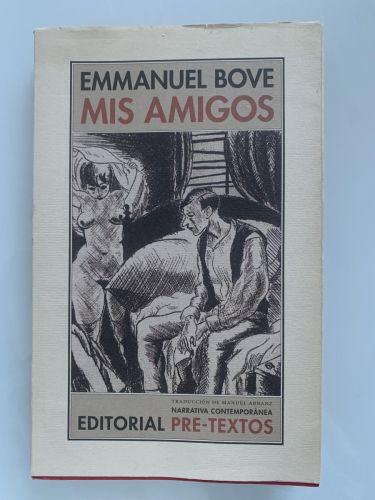 EMMANUEL BOVE
MIS AMIGOS
TRADUCCIÓN DE MANUEL ARRANZ
NARRATIVA CONTEMPORÁNEA
EDITORIAL PRE-TEXTOS